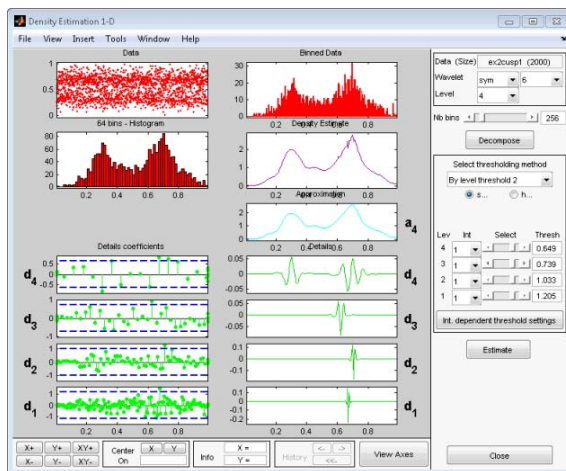 Density Estimation 1-D
File View Insert Tools Window Help
Data
Binned Data
Data (Size) ex2cusp1 (2000)
Wavelet sym 6
Level 4
Nb bins 256
Decompose
64 bins - Histogram
Density Estimate
Select thresholding method
By level threshold 2
s... h...
Approximation
a4
Lev Int Select Thresh
4 1 0.649
3 1 0.739
2 1 1.033
1 1 1.205
Int. dependent threshold settings
Estimate
Details coefficients
Details
d4 d4
d3 d3
d2 d2
d1 d1
X+ Y+ XY+
X- Y- XY-
Center On X Y
Info X = Y =
History <- -> <<-
View Axes
Close